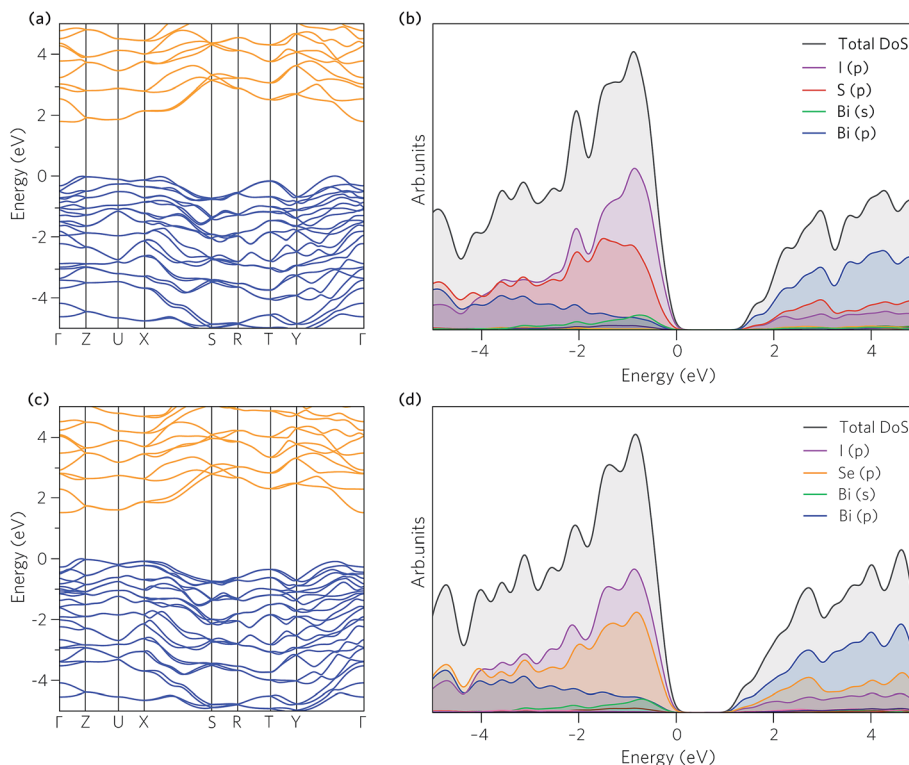 (a)
Energy (eV)
4
2
0
-2
-4
Γ Z U X S R T Y Γ
(b)
Arb.units
Total DoS
I (p)
S (p)
Bi (s)
Bi (p)
-4 -2 0 2 4
Energy (eV)
(c)
Energy (eV)
4
2
0
-2
-4
Γ Z U X S R T Y Γ
(d)
Arb.units
Total DoS
I (p)
Se (p)
Bi (s)
Bi (p)
-4 -2 0 2 4
Energy (eV)